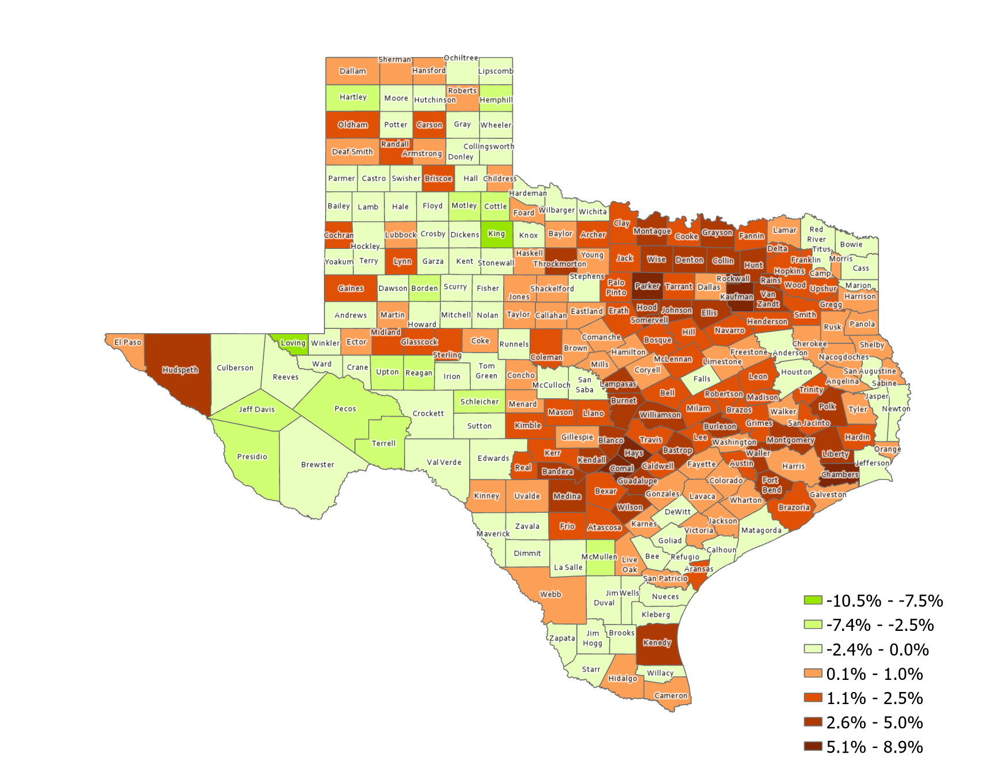 Sherman
Ochiltree
Dallam
Hansford
Lipscomb
Hartley
Moore
Hutchinson
Roberts
Hemphill
Oldham
Potter
Carson
Gray
Wheeler
Deaf Smith
Randall
Armstrong
Donley
Collingsworth
Parmer
Castro
Swisher
Briscoe
Hall
Childress
Hardeman
Bailey
Lamb
Hale
Floyd
Motley
Cottle
Foard
Wilbarger
Wichita
Clay
Montague
Cooke
Grayson
Fannin
Lamar
Red
River
Bowie
Cochran
Hockley
Lubbock
Crosby
Dickens
King
Knox
Baylor
Archer
Jack
Wise
Denton
Collin
Hunt
Delta
Hopkins
Franklin
Titus
Morris
Cass
Camp
Yoakum
Terry
Lynn
Garza
Kent
Stonewall
Haskell
Throckmorton
Young
Stephens
Palo
Pinto
Parker
Tarrant
Dallas
Rockwall
Kaufman
Rains
Van
Zandt
Wood
Upshur
Marion
Harrison
Gregg
Gaines
Dawson
Borden
Scurry
Fisher
Jones
Shackelford
Andrews
Martin
Howard
Mitchell
Nolan
Taylor
Callahan
Eastland
Erath
Hood
Somervell
Johnson
Ellis
Henderson
Smith
Rusk
Panola
El Paso
Hudspeth
Culberson
Reeves
Loving
Winkler
Ector
Midland
Glasscock
Sterling
Coke
Runnels
Coleman
Brown
Comanche
Hamilton
Bosque
Hill
Navarro
Freestone
Anderson
Cherokee
Nacogdoches
Shelby
Ward
Crane
Upton
Reagan
Irion
Tom
Green
Concho
McCulloch
San
Saba
Mills
Lampasas
Coryell
McLennan
Limestone
Falls
Leon
Houston
Angelina
San Augustine
Sabine
Jeff Davis
Pecos
Crockett
Schleicher
Menard
Mason
Llano
Burnet
Bell
Williamson
Milam
Robertson
Brazos
Madison
Trinity
Walker
Polk
San Jacinto
Tyler
Jasper
Newton
Presidio
Brewster
Terrell
Sutton
Kimble
Gillespie
Blanco
Travis
Hays
Bastrop
Lee
Burleson
Grimes
Washington
Montgomery
Waller
Liberty
Hardin
Orange
Jefferson
Chambers
Val Verde
Edwards
Real
Kerr
Kendall
Bandera
Comal
Caldwell
Guadalupe
Fayette
Austin
Colorado
Harris
Fort
Bend
Galveston
Brazoria
Kinney
Uvalde
Medina
Bexar
Wilson
Gonzales
Lavaca
Wharton
DeWitt
Karnes
Jackson
Victoria
Matagorda
Maverick
Zavala
Frio
Atascosa
Goliad
Calhoun
Bee
Refugio
Aransas
Dimmit
La Salle
McMullen
Live
Oak
San Patricio
Webb
Duval
Jim Wells
Nueces
Kleberg
Zapata
Jim
Hogg
Brooks
Kenedy
Starr
Hidalgo
Willacy
Cameron
-10.5% - -7.5%
-7.4% - -2.5%
-2.4% - 0.0%
0.1% - 1.0%
1.1% - 2.5%
2.6% - 5.0%
5.1% - 8.9%